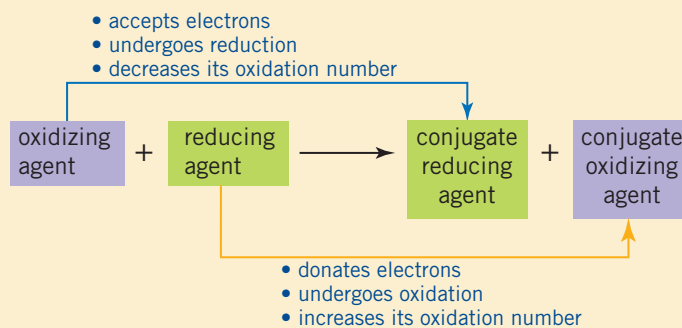 • accepts electrons
• undergoes reduction
• decreases its oxidation number
oxidizing agent + reducing agent → conjugate reducing agent + conjugate oxidizing agent
• donates electrons
• undergoes oxidation
• increases its oxidation number